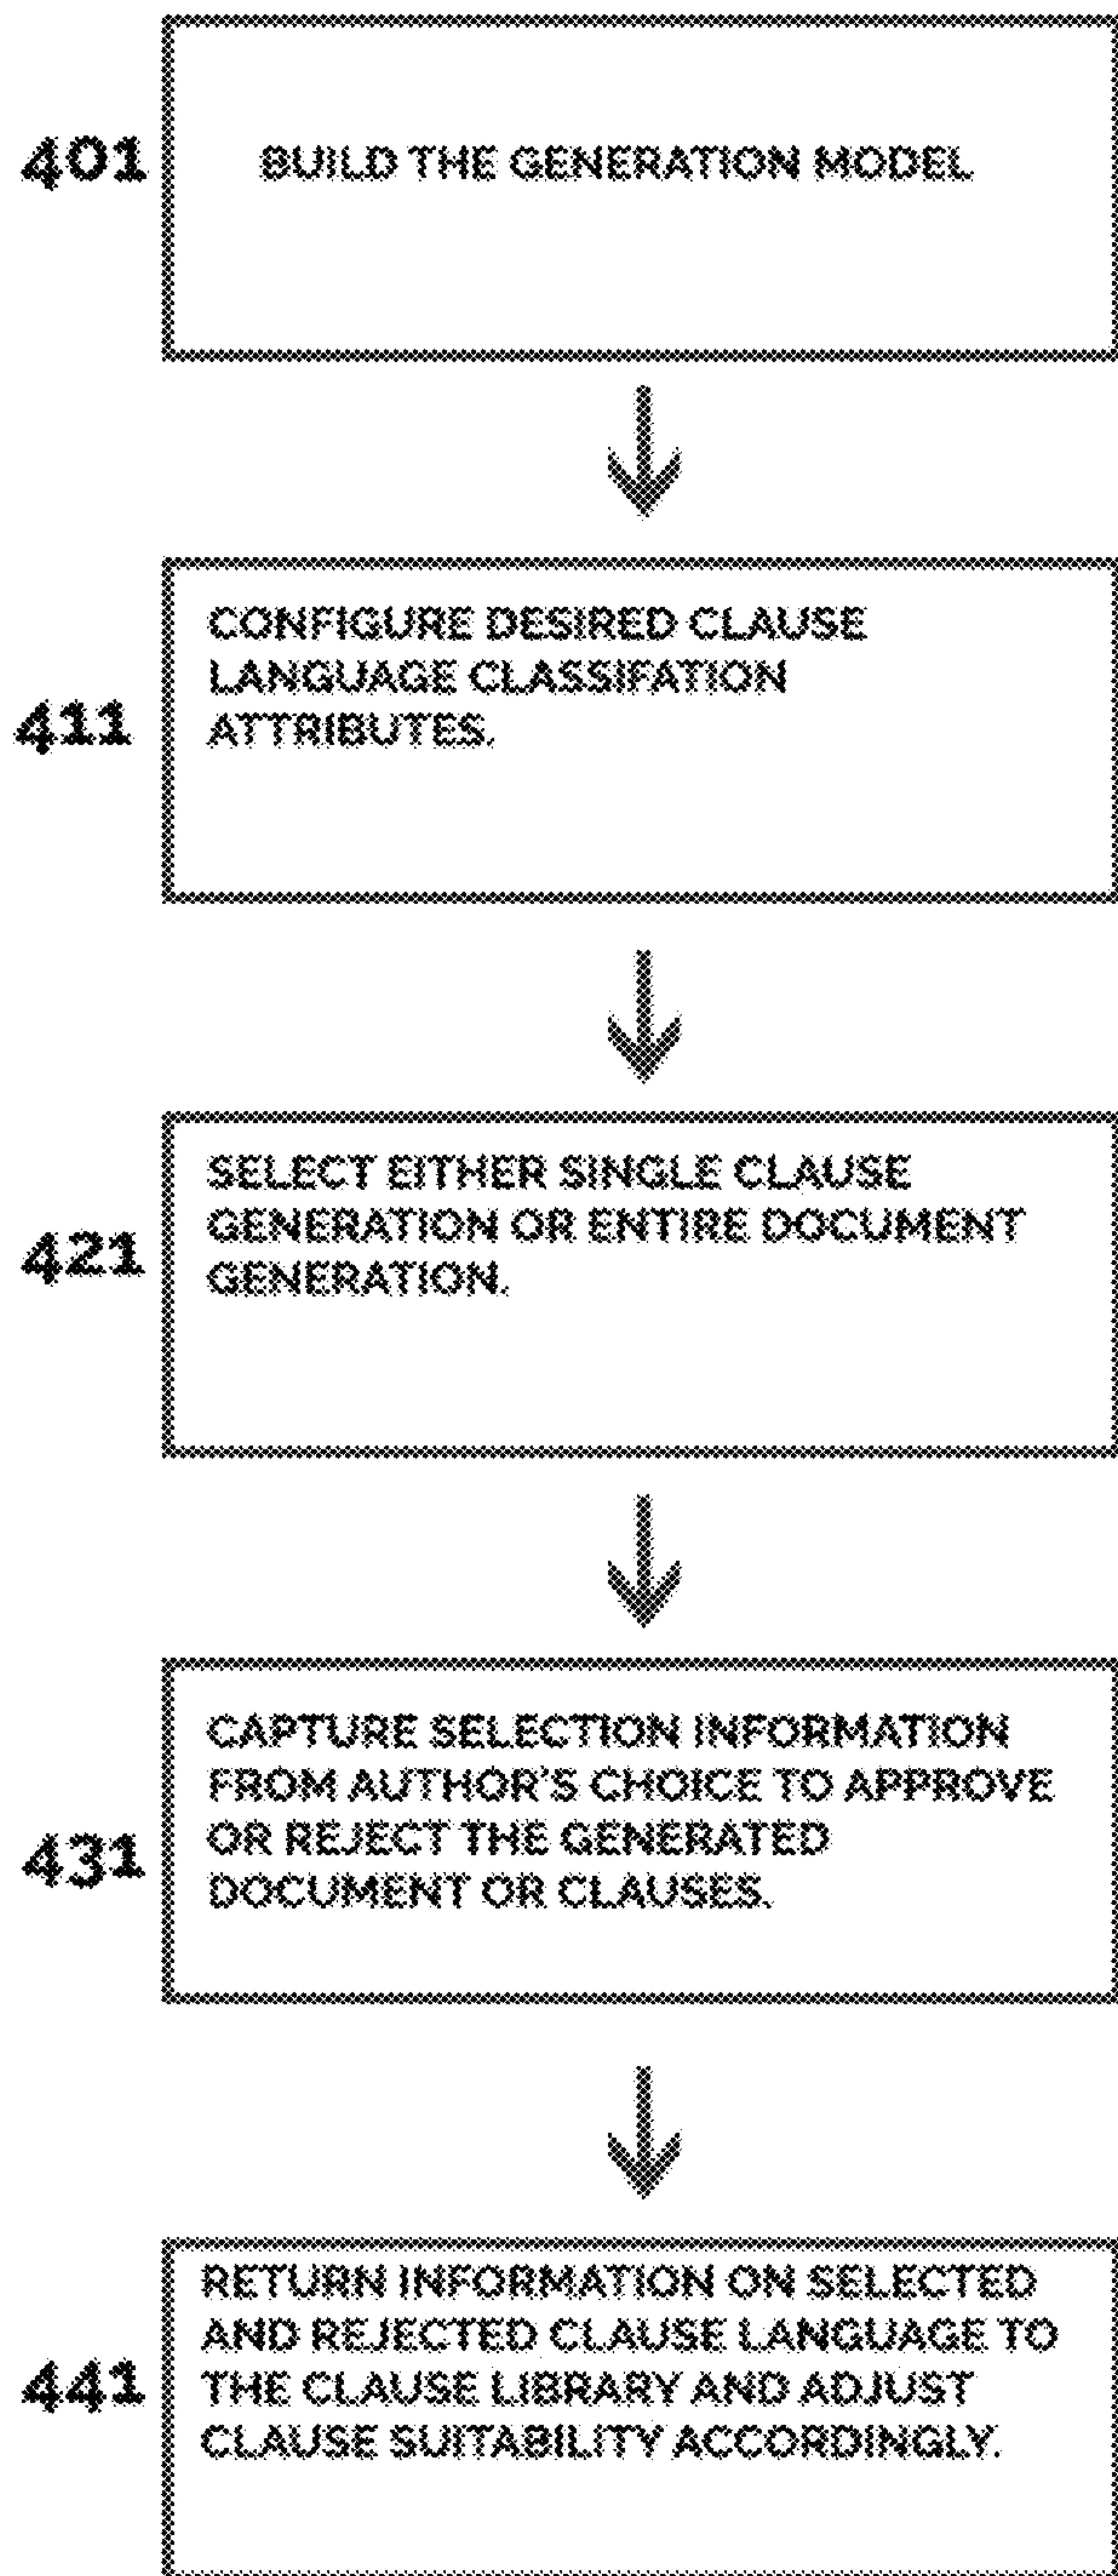 401
BUILD THE GENERATION MODEL
411
CONFIGURE DESIRED CLAUSE
LANGUAGE CLASSIFATION
ATTRIBUTES.
421
SELECT EITHER SINGLE CLAUSE
GENERATION OR ENTIRE DOCUMENT
GENERATION.
431
CAPTURE SELECTION INFORMATION
FROM AUTHOR'S CHOICE TO APPROVE
OR REJECT THE GENERATED
DOCUMENT OR CLAUSES.
441
RETURN INFORMATION ON SELECTED
AND REJECTED CLAUSE LANGUAGE TO
THE CLAUSE LIBRARY AND ADJUST
CLAUSE SUITABILITY ACCORDINGLY.